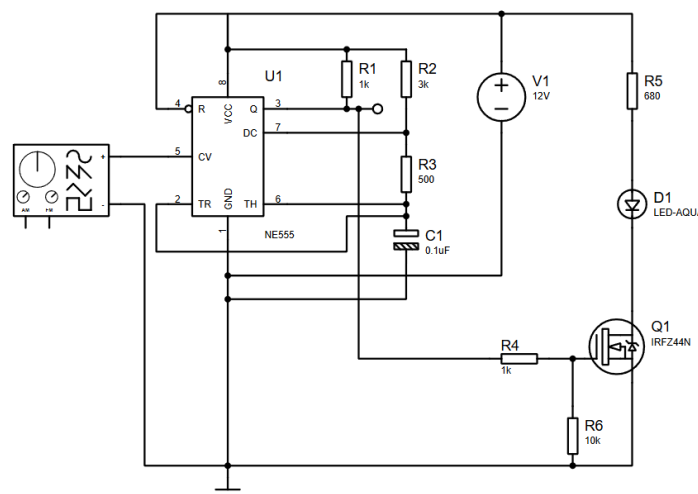 U1
R1
1k
R2
3k
V1
12V
R5
680
8
4
R
VCC
Q
3
DC
7
5
CV
R3
500
+
-
AM
FM
2
TR
GND
TH
6
1
NE555
C1
0.1uF
D1
LED-AQUA
Q1
IRFZ44N
R4
1k
R6
10k